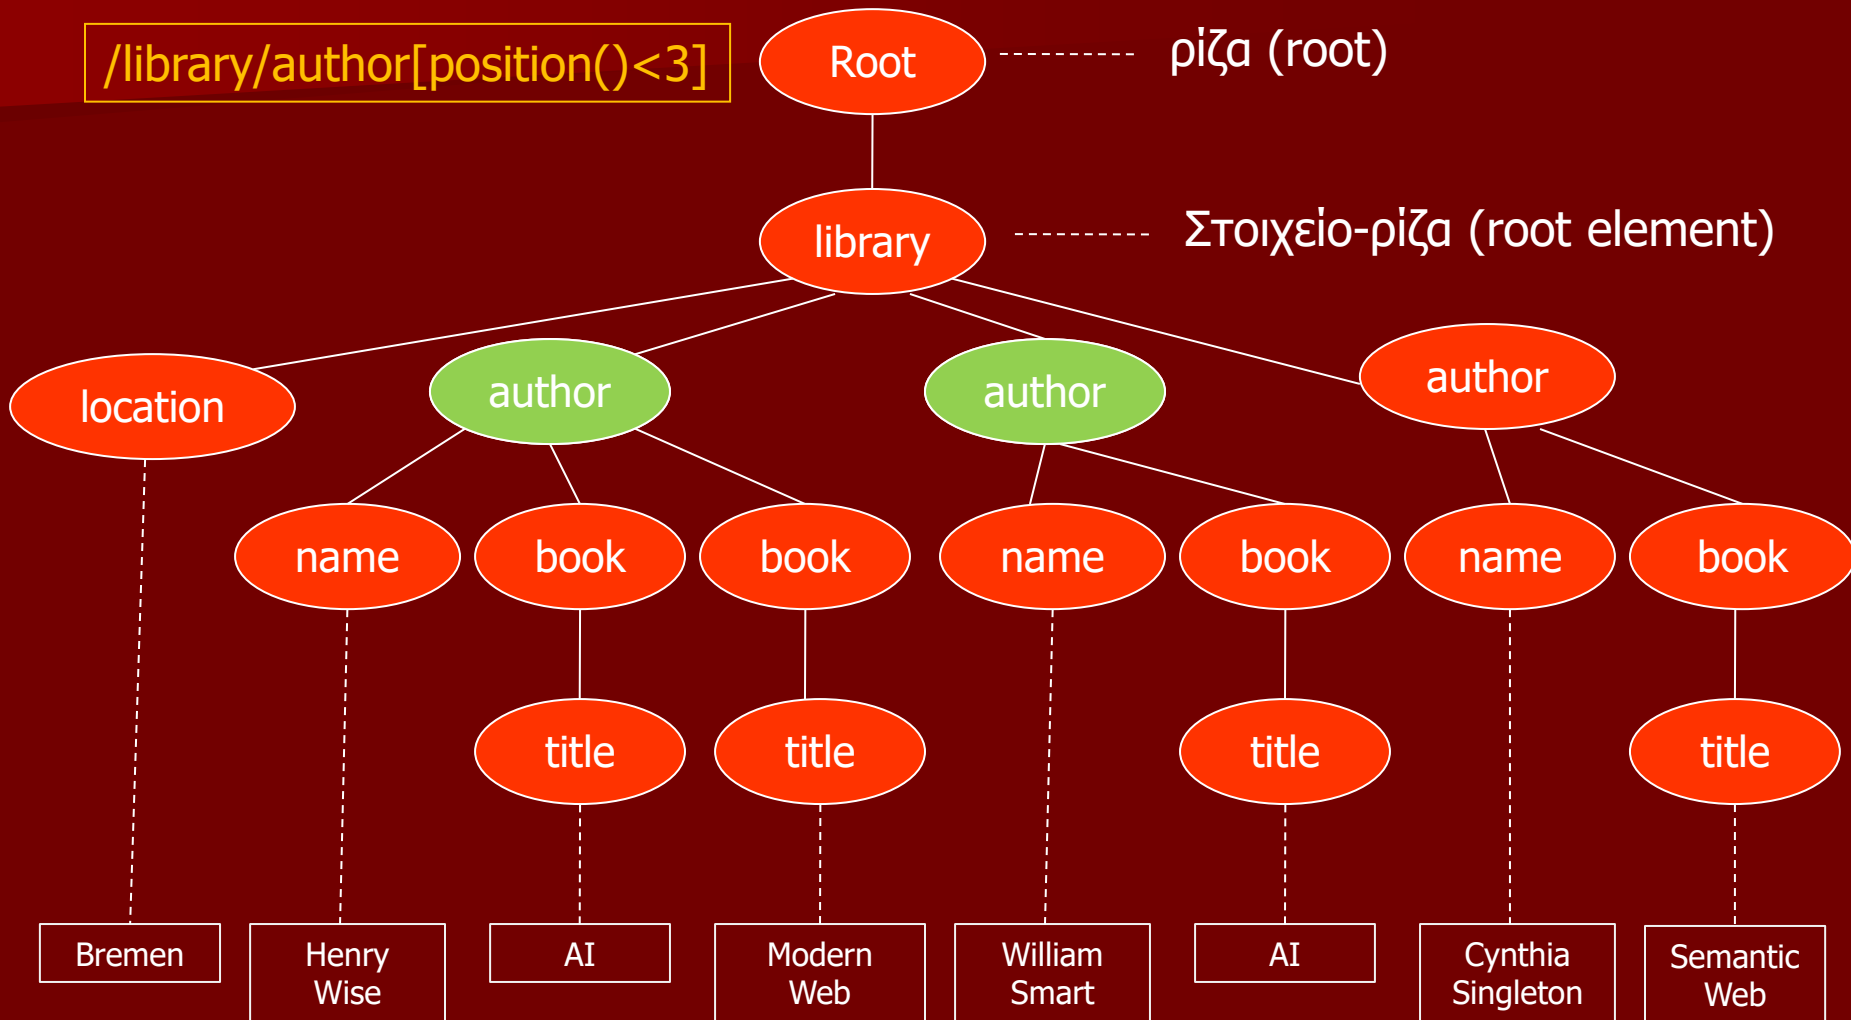 /library/author[position()<3]
Root
ρίζα (root)
library
Στοιχείο-ρίζα (root element)
location
author
author
author
name
book
book
name
book
name
book
title
title
title
title
Bremen
Henry
Wise
AI
Modern
Web
William
Smart
AI
Cynthia
Singleton
Semantic
Web